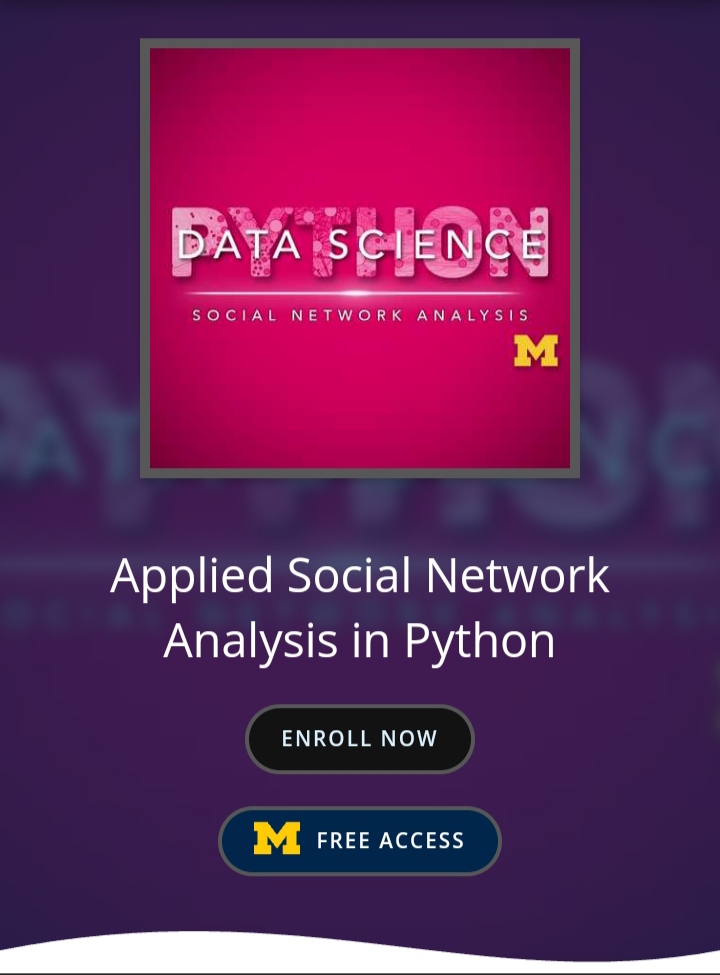 PYTHON
DATA SCIENCE
SOCIAL NETWORK ANALYSIS
M
Applied Social Network
Analysis in Python
ENROLL NOW
M FREE ACCESS